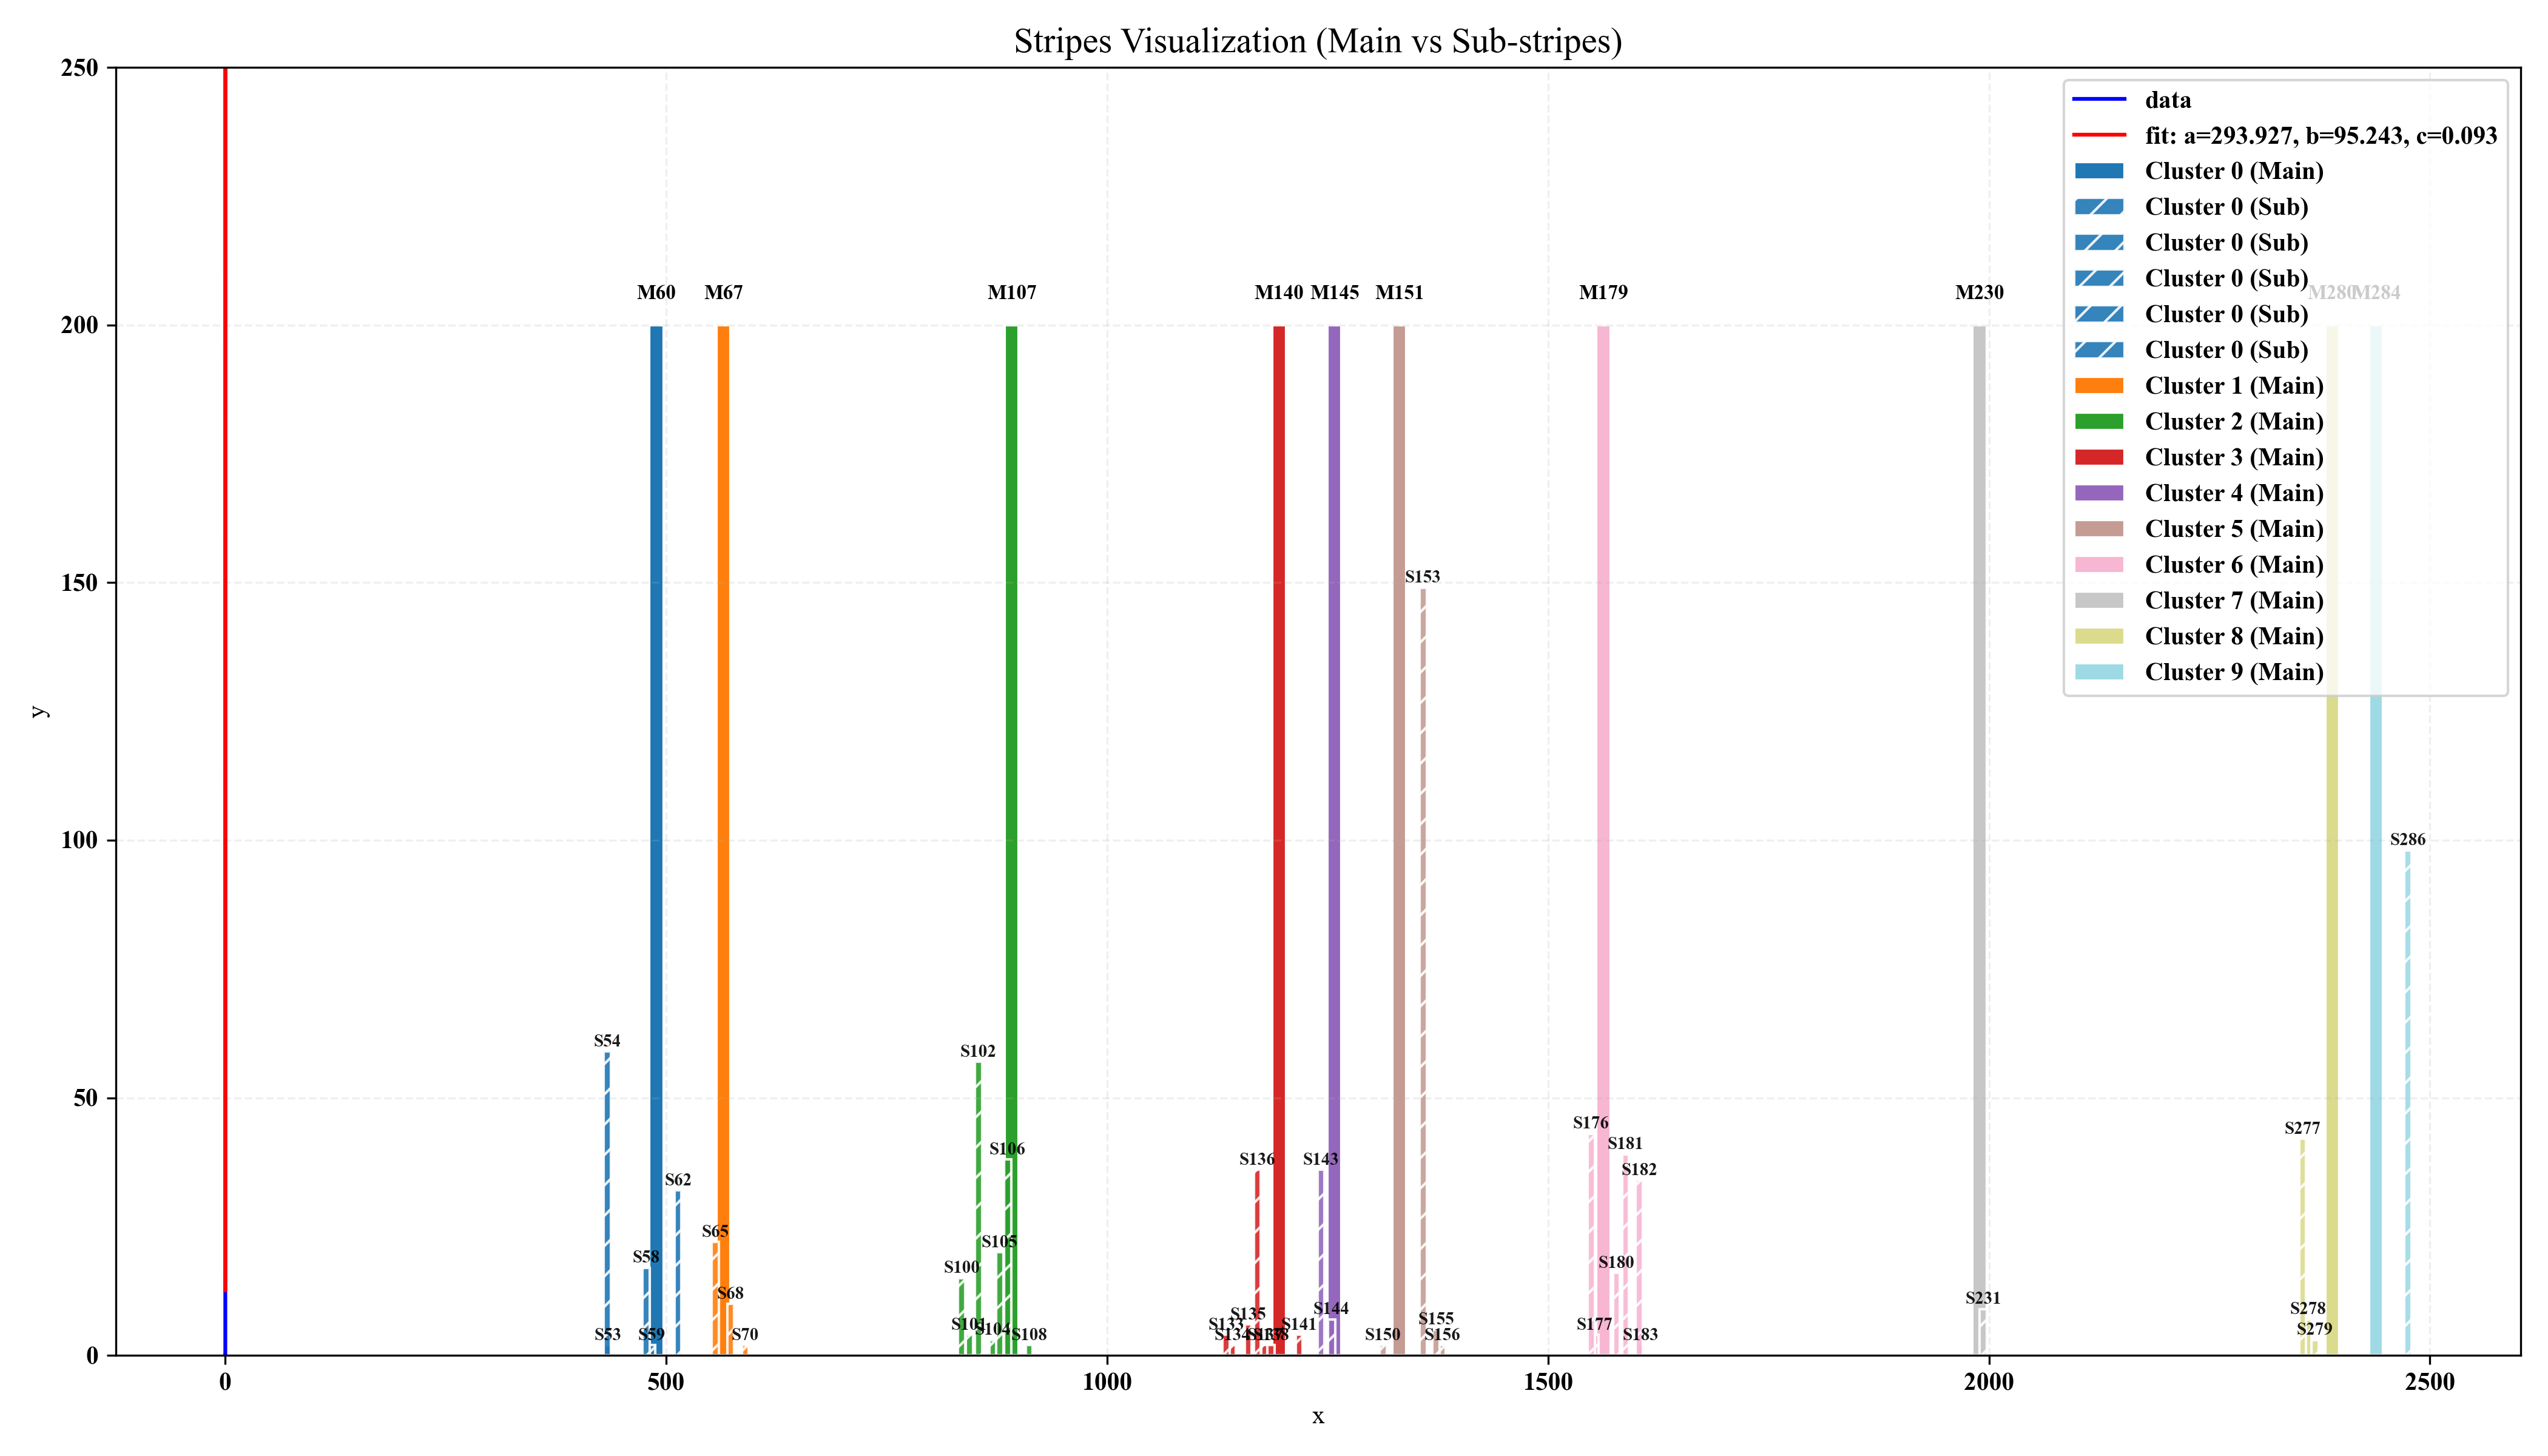 Stripes Visualization (Main vs Sub-stripes)
250
200
150
100
50
0
y
data
fit: a=293.927, b=95.243, c=0.093
Cluster 0 (Main)
Cluster 0 (Sub)
Cluster 0 (Sub)
Cluster 0 (Sub)
Cluster 0 (Sub)
Cluster 0 (Sub)
Cluster 1 (Main)
Cluster 2 (Main)
Cluster 3 (Main)
Cluster 4 (Main)
Cluster 5 (Main)
Cluster 6 (Main)
Cluster 7 (Main)
Cluster 8 (Main)
Cluster 9 (Main)
M60 M67 M107 M140 M145 M151 M179 M230 M280 M284
S153
S286
S54 S102
S106 S136 S143 S176 S181 S277
S62 S182
S65 S105
S58 S100 S180
S68 S135 S144 S155 S231 S278
S101 S104 S133 S141 S177 S279
S53 S59 S70 S108 S134 S137 S138 S150 S156 S183
0 500 1000 1500 2000 2500
x